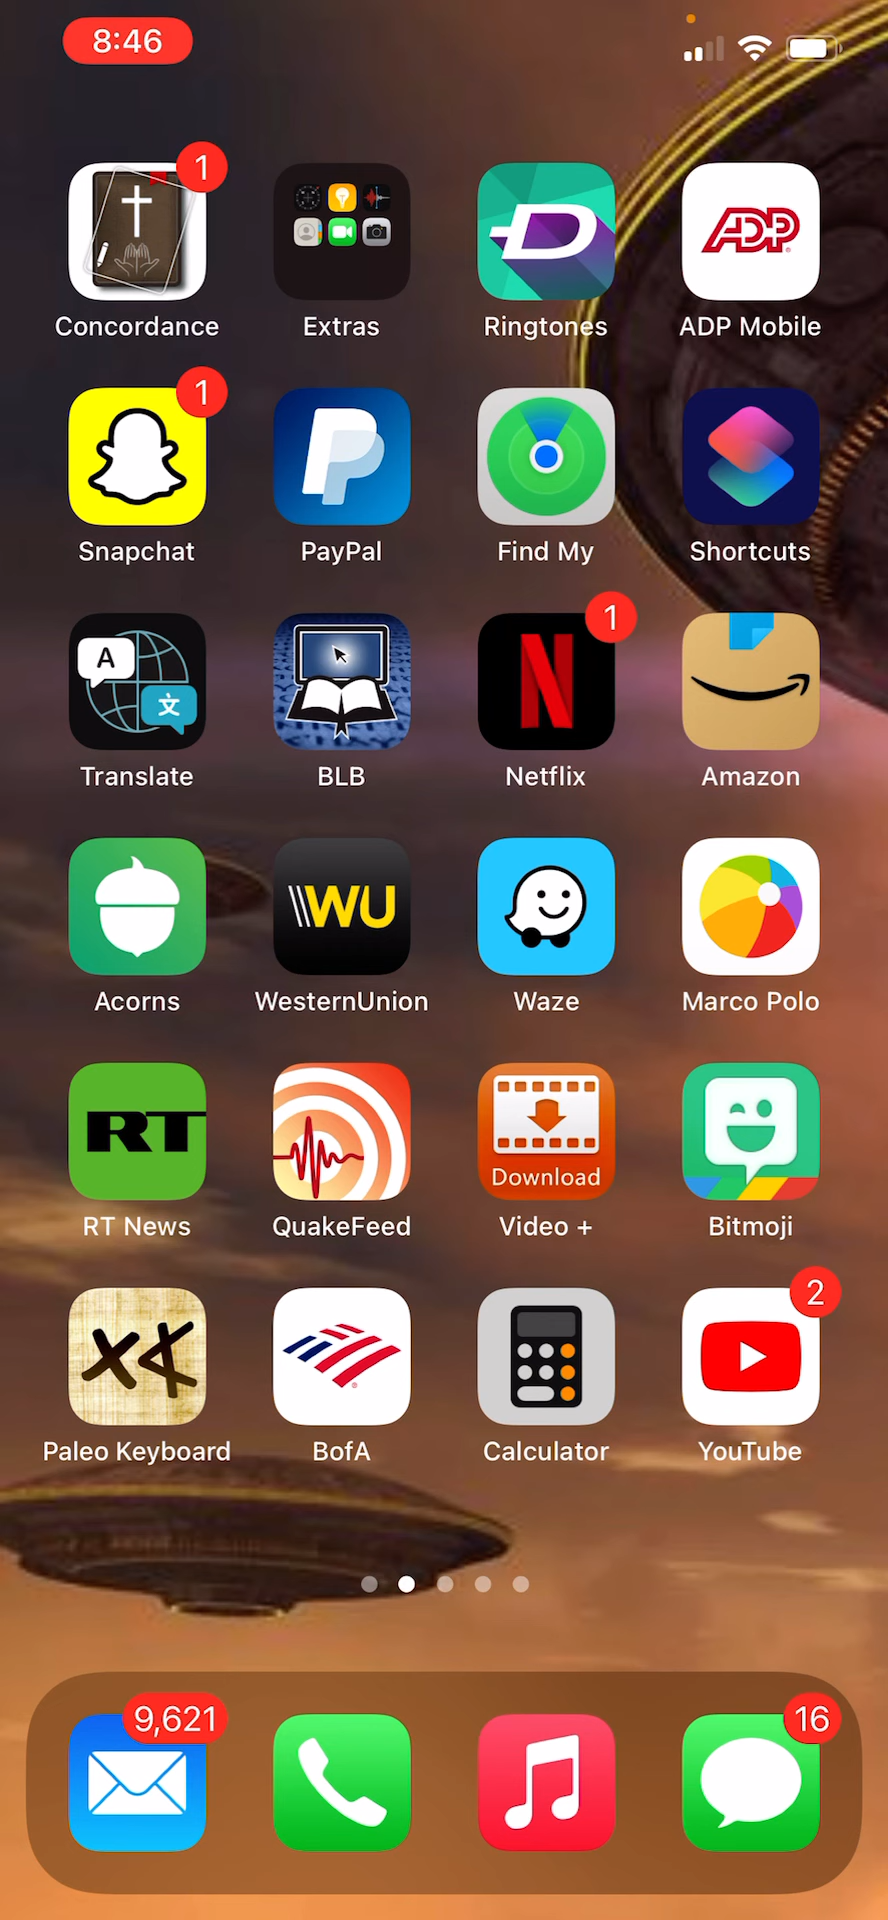 8:46
1
Concordance
Extras
D
Ringtones
ADP
ADP Mobile
1
Snapchat
P
PayPal
Find My
Shortcuts
A
文
Translate
BLB
1
N
Netflix
Amazon
Acorns
WU
WesternUnion
Waze
Marco Polo
RT
RT News
QuakeFeed
Download
Video +
Bitmoji
Paleo Keyboard
BofA
Calculator
2
YouTube
9,621
16